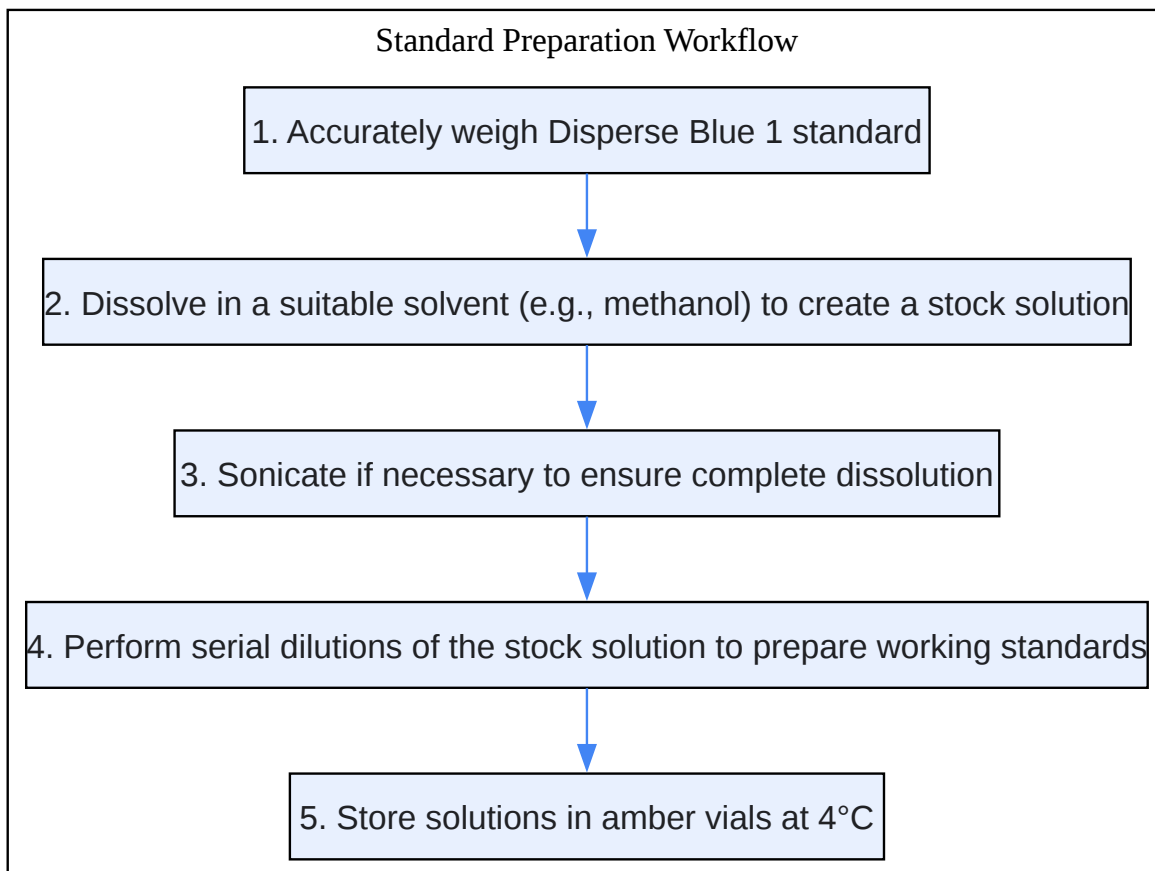 Standard Preparation Workflow
1. Accurately weigh Disperse Blue 1 standard
2. Dissolve in a suitable solvent (e.g., methanol) to create a stock solution
3. Sonicate if necessary to ensure complete dissolution
4. Perform serial dilutions of the stock solution to prepare working standards
5. Store solutions in amber vials at 4°C